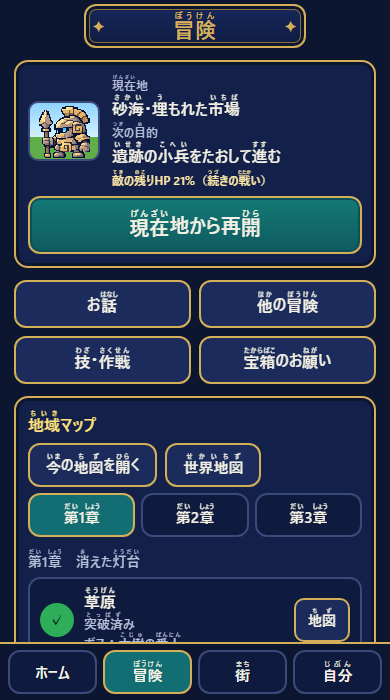 冒険
現在地
砂海・埋もれた市場
次の目的
遺跡の小兵をたおして進む
敵の残りHP 21%（続きの戦い）
現在地から再開
お話
他の冒険
技・作戦
宝箱のお願い
地域マップ
今の地図を開く
世界地図
第1章
第2章
第3章
第1章　消えた灯台
草原
突破済み
地図
ホーム
冒険
街
自分